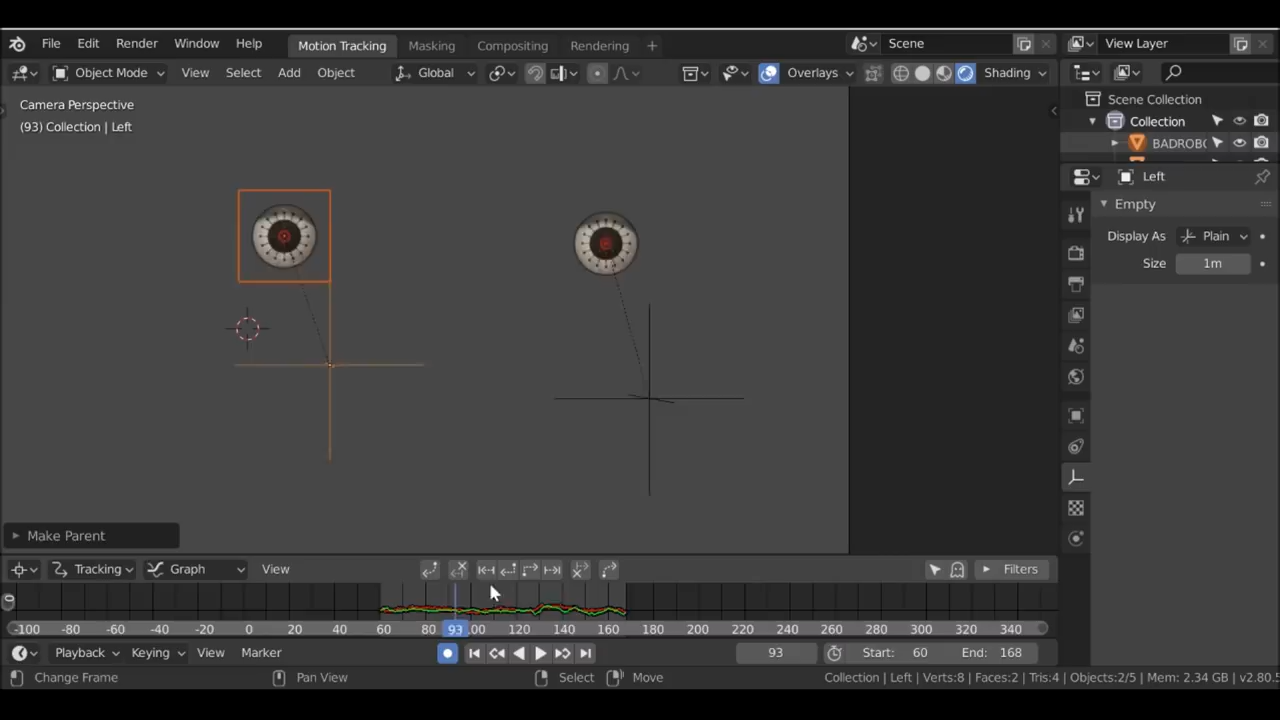 File Edit Render Window Help Motion Tracking Masking Compositing Rendering + Scene View Layer
Object Mode View Select Add Object Global Overlays Shading
Camera Perspective
(93) Collection | Left
Scene Collection
Collection
BADROBO
Left
Empty
Display As Plain
Size 1m
Make Parent
Tracking Graph View Filters
-100 -80 -60 -40 -20 0 20 40 60 80 93 100 120 140 160 180 200 220 240 260 280 300 320 340
Playback Keying View Marker 93 Start: 60 End: 168
Change Frame Pan View Select Move Collection | Left | Verts:8 | Faces:2 | Tris:4 | Objects:2/5 | Mem: 2.34 GB | v2.80.